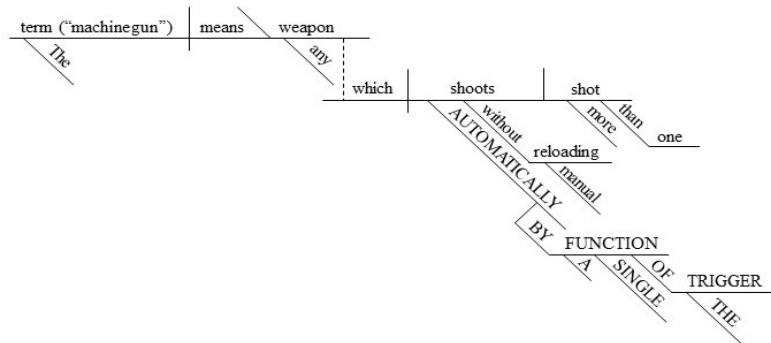 term (“machinegun”) means weapon
The any
which shoots shot
AUTOMATICALLY without more than one
reloading
manual
BY FUNCTION
A SINGLE OF TRIGGER
THE